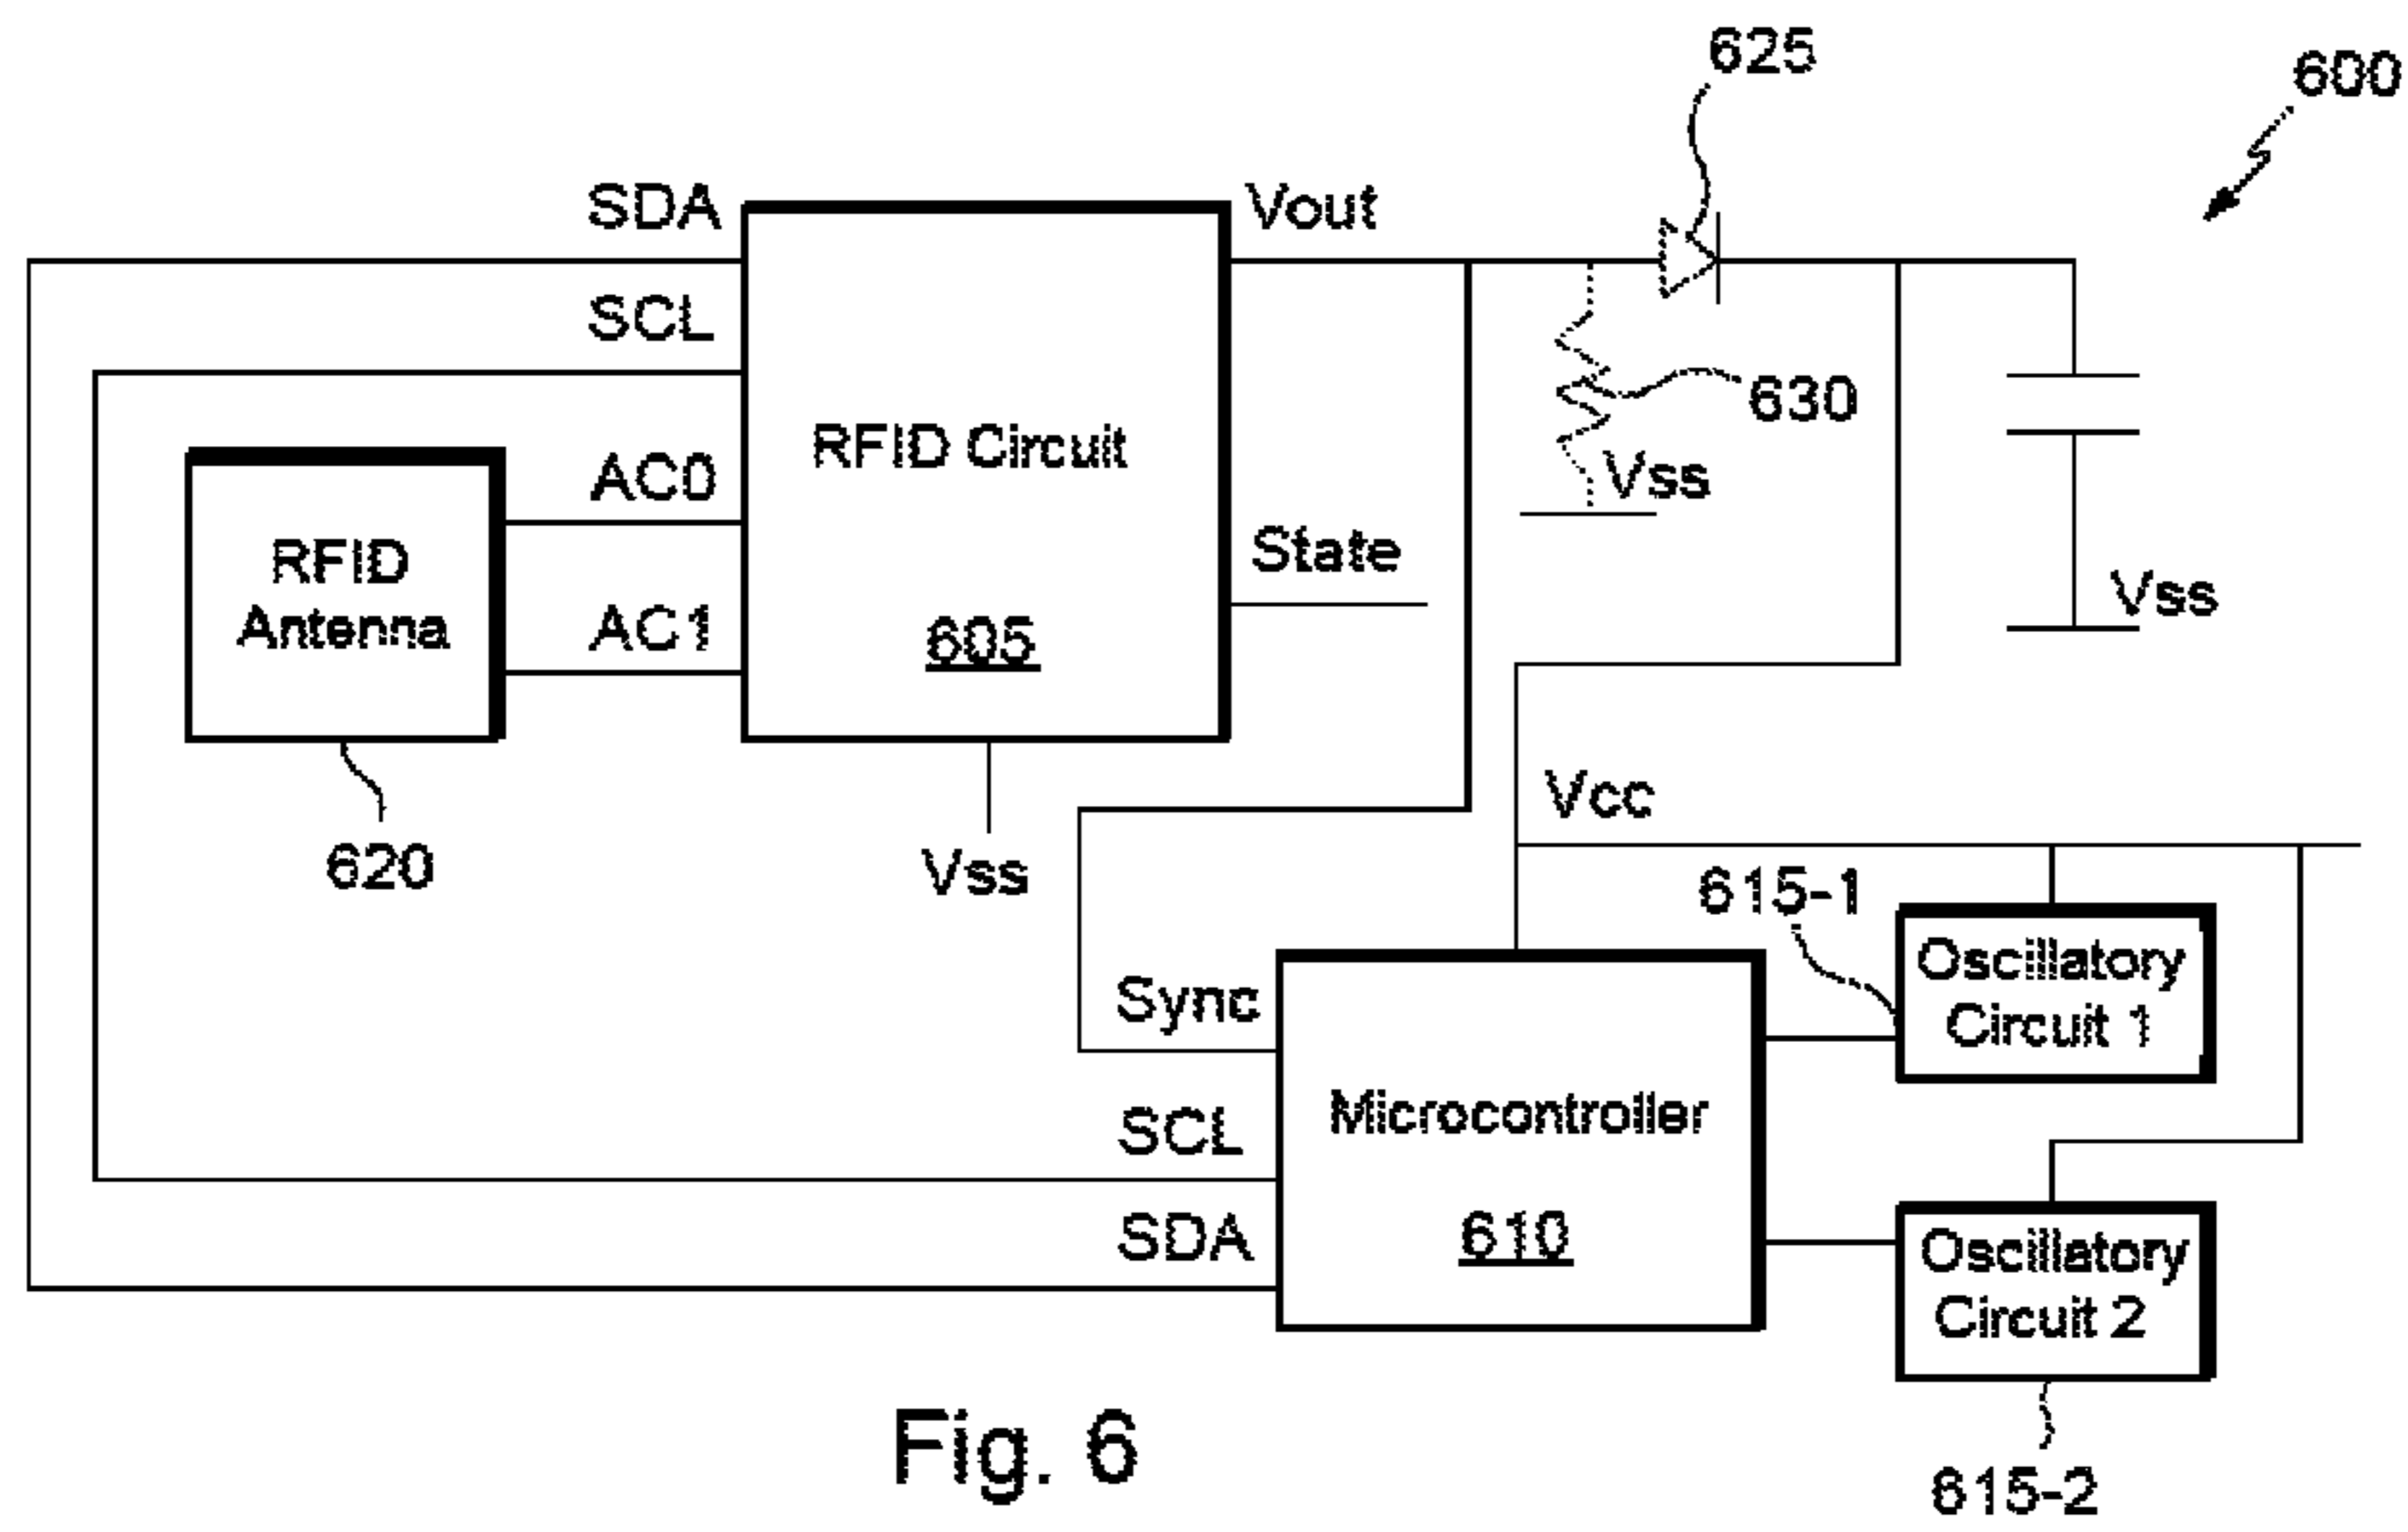 625
600
SDA
Vout
SCL
630
RFID Circuit
AC0
Vss
State
RFID
Antenna
Vss
AC1
605
Vcc
620
Vss
615-1
Oscillatory
Circuit 1
Sync
Microcontroller
SCL
610
SDA
Oscillatory
Circuit 2
Fig. 6
615-2